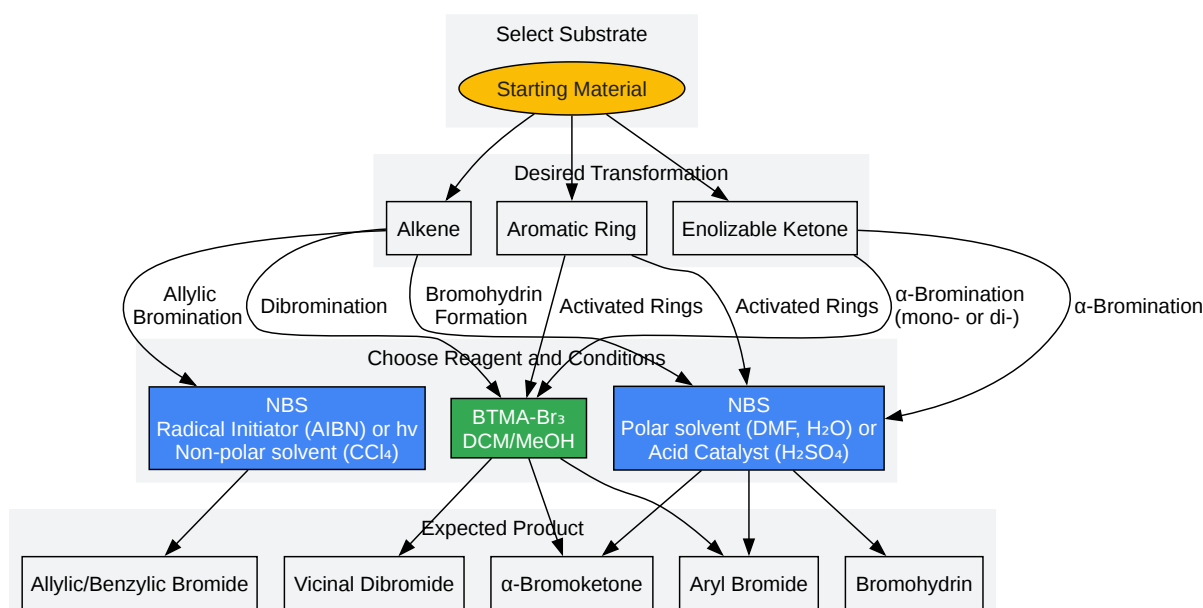 Select Substrate
Starting Material
Desired Transformation
Alkene
Aromatic Ring
Enolizable Ketone
Allylic
Bromination
Dibromination
Bromohydrin
Formation
Activated Rings
Activated Rings
α-Bromination
(mono- or di-)
α-Bromination
Choose Reagent and Conditions
NBS
Radical Initiator (AIBN) or hv
Non-polar solvent (CCl₄)
BTMA-Br₃
DCM/MeOH
NBS
Polar solvent (DMF, H₂O) or
Acid Catalyst (H₂SO₄)
Expected Product
Allylic/Benzylic Bromide
Vicinal Dibromide
α-Bromoketone
Aryl Bromide
Bromohydrin